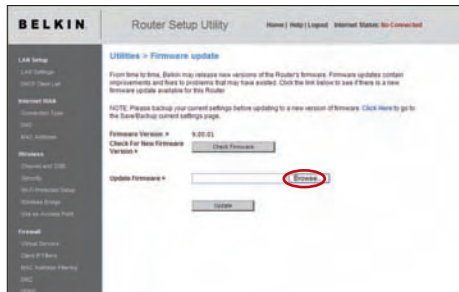 BELKIN
Router Setup Utility
Home | Help | Logout Internet Status: No Connected
LAN Setup
LAN Settings
DHCP Client List
Internet WAN
Connection Type
DNS
MAC Address
Wireless
Channel and SSID
Security
Wi-Fi Protected Setup
Wireless Bridge
Use as Access Point
Firewall
Virtual Servers
Client IP Filters
MAC Address Filtering
DMZ
Utilities > Firmware update
From time to time, Belkin may release new versions of the Router's firmware. Firmware updates contain
improvements and fixes to problems that may have existed. Click the link below to see if there is a new
firmware update available for this Router.
NOTE: Please backup your current settings before updating to a new version of firmware. Click Here to go to
the Save/Backup current settings page.
Firmware Version > 9.00.01
Check For New Firmware
Version >
Check Firmware
Update Firmware >
Browse...
Update